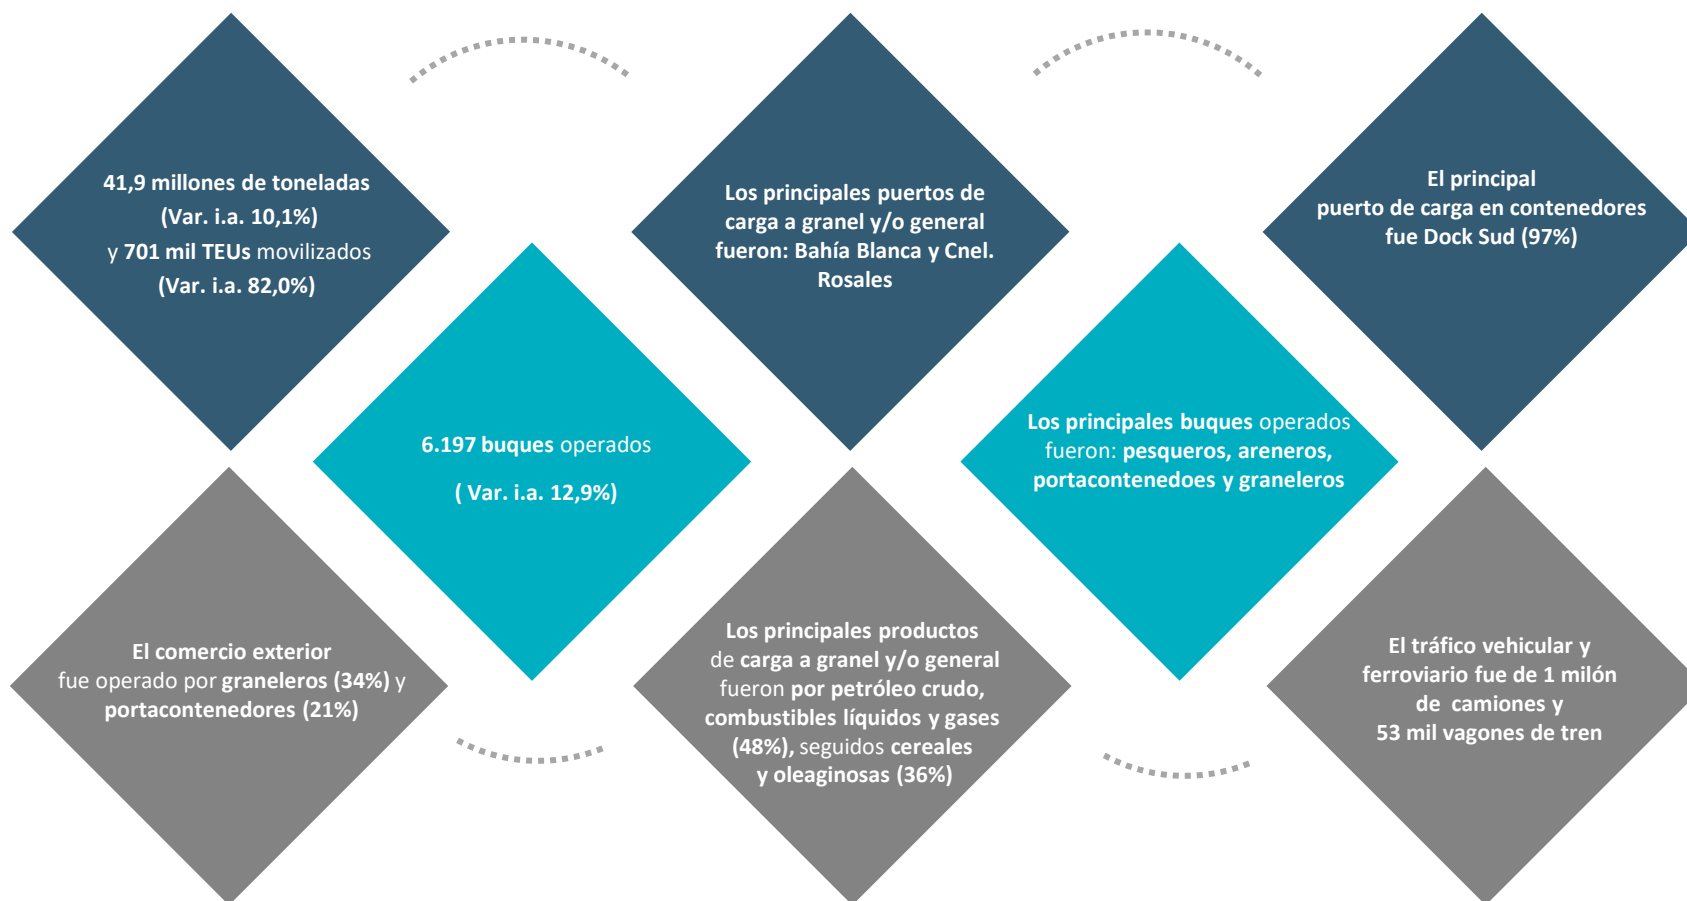 41,9 millones de toneladas
(Var. i.a. 10,1%)
y 701 mil TEUs movilizados
(Var. i.a. 82,0%)
Los principales puertos de
carga a granel y/o general
fueron: Bahía Blanca y Cnel.
Rosales
El principal
puerto de carga en contenedores
fue Dock Sud (97%)
6.197 buques operados
( Var. i.a. 12,9%)
Los principales buques operados
fueron: pesqueros, areneros,
portacontenedoes y graneleros
El comercio exterior
fue operado por graneleros (34%) y
portacontenedores (21%)
Los principales productos
de carga a granel y/o general
fueron por petróleo crudo,
combustibles líquidos y gases
(48%), seguidos cereales
y oleaginosas (36%)
El tráfico vehicular y
ferroviario fue de 1 milón
de camiones y
53 mil vagones de tren